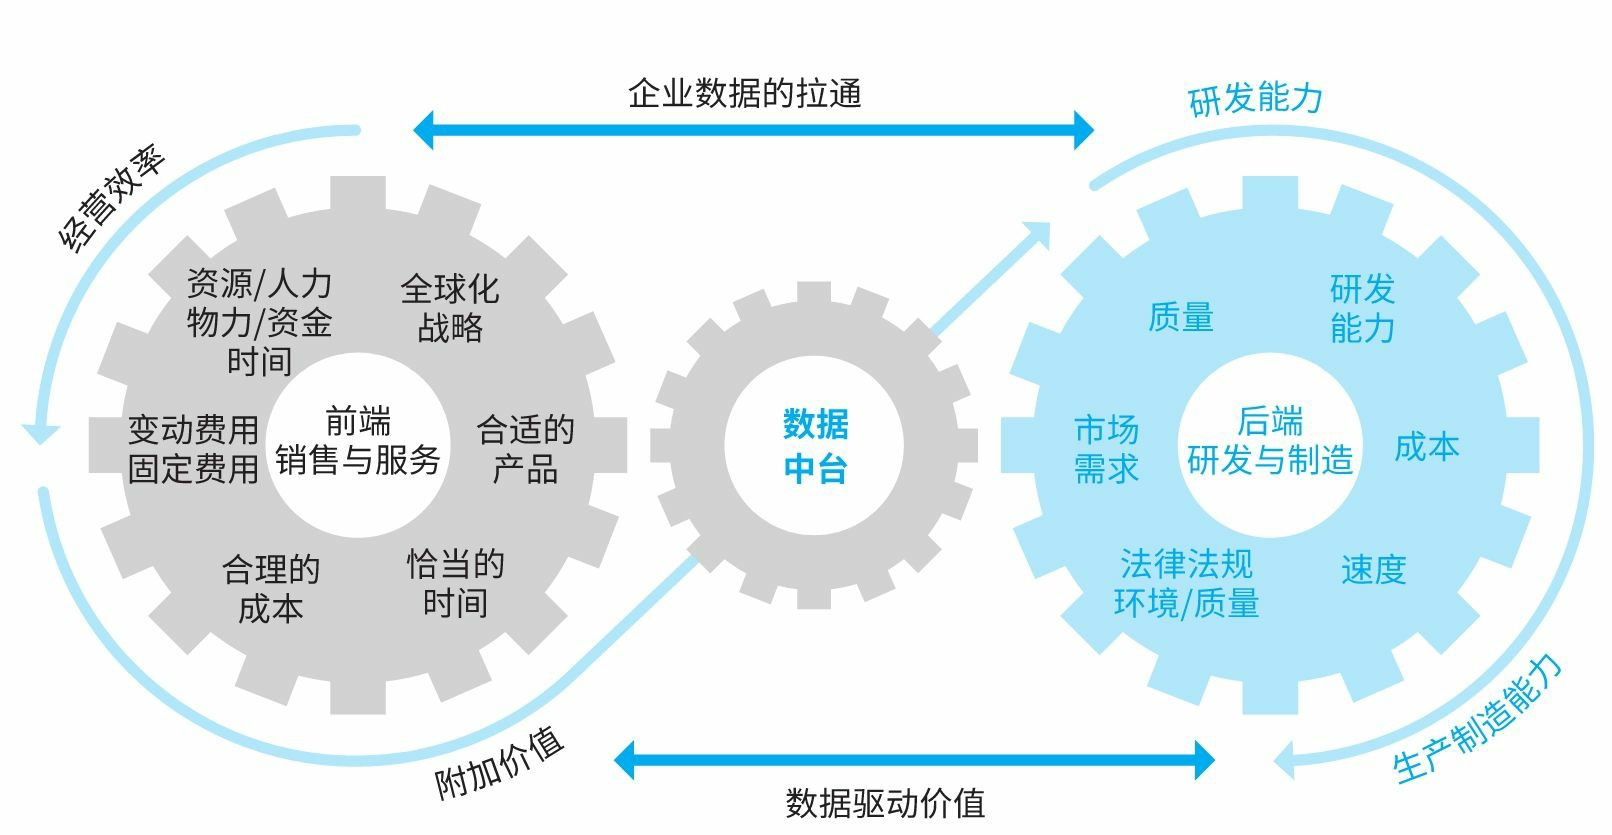 企业数据的拉通
研发能力
经营效率
资源/人力
物力/资金
时间
全球化
战略
变动费用
固定费用
前端
销售与服务
合适的
产品
合理的
成本
恰当的
时间
数据
中台
质量
研发
能力
市场
需求
后端
研发与制造
成本
法律法规
环境/质量
速度
附加价值
生产制造能力
数据驱动价值